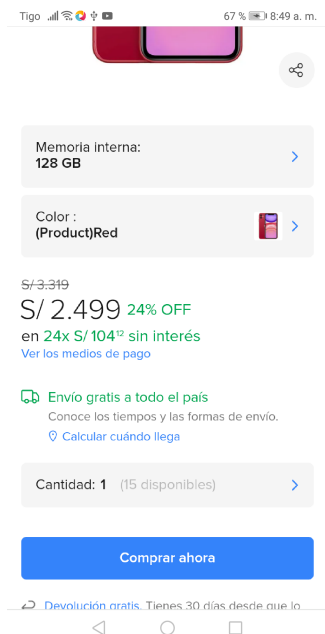 Tigo 67 % 8:49 a. m.
Memoria interna:
128 GB
Color :
(Product)Red
S/ 3.319
S/ 2.499 24% OFF
en 24x S/ 104¹² sin interés
Ver los medios de pago
Envío gratis a todo el país
Conoce los tiempos y las formas de envío.
Calcular cuándo llega
Cantidad: 1 (15 disponibles)
Comprar ahora
Devolución gratis. Tienes 30 días desde que lo